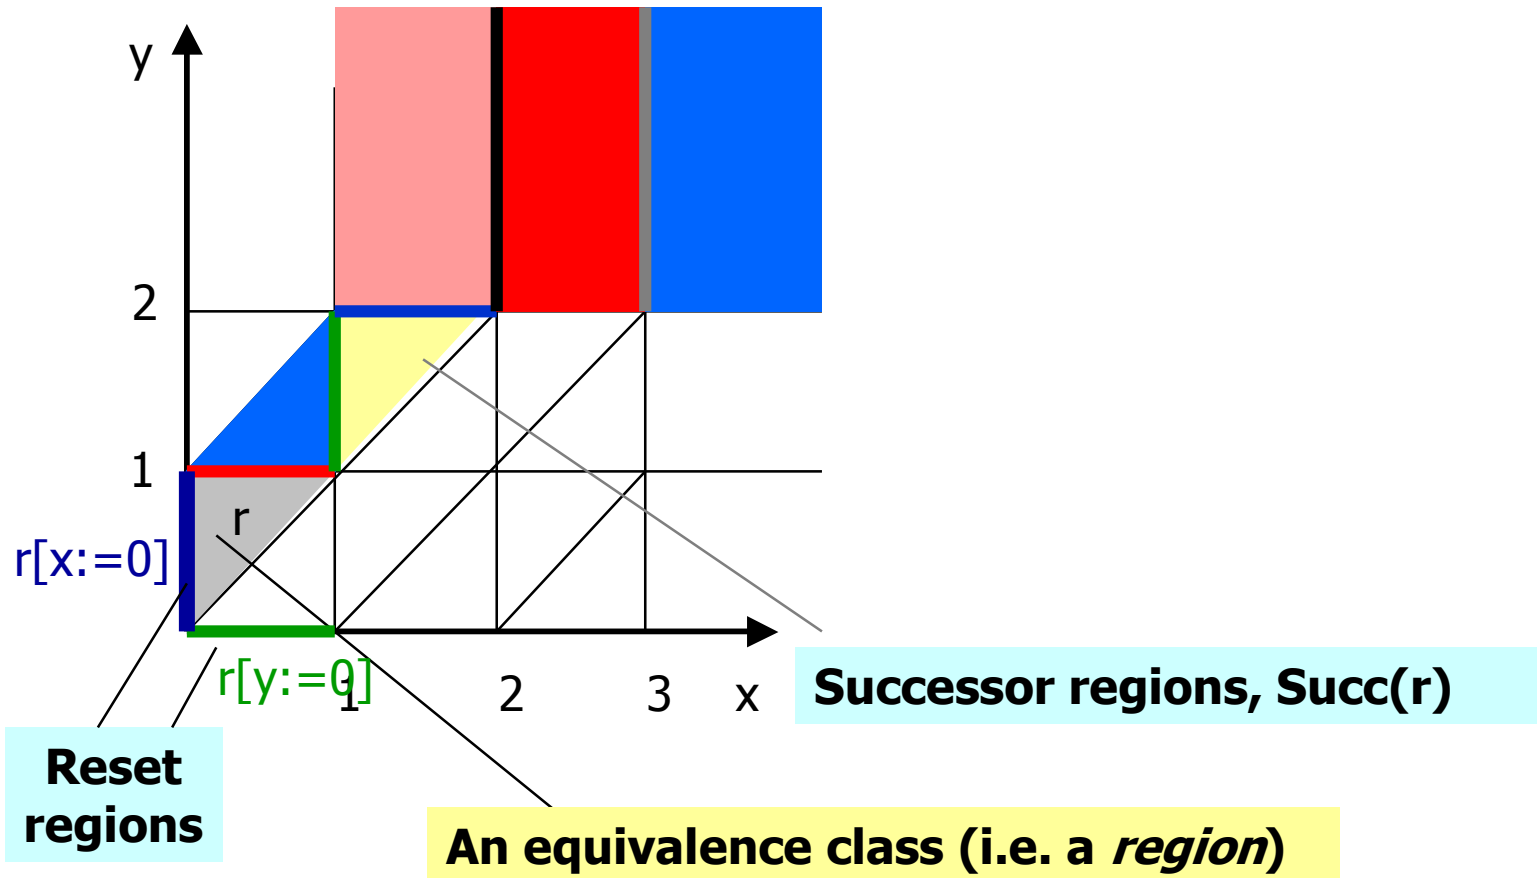 y
2
1
r
r[x:=0]
r[y:=0]
1
2
3
x
Successor regions, Succ(r)
Reset
regions
An equivalence class (i.e. a region)